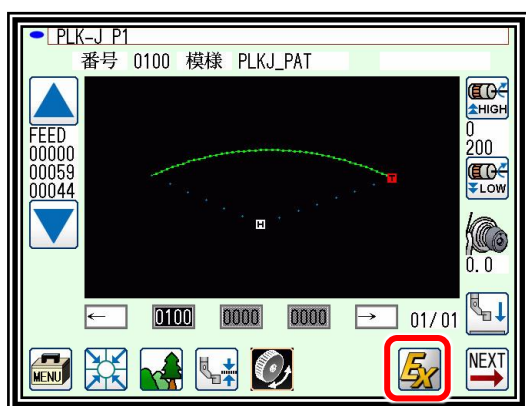 PLK-J P1
番号 0100 模様 PLKJ_PAT
FEED
00000
00059
00044
HIGH
0
200
LOW
0.0
T
H
← 0100 0000 0000 → 01/01
MENU
Ex
NEXT